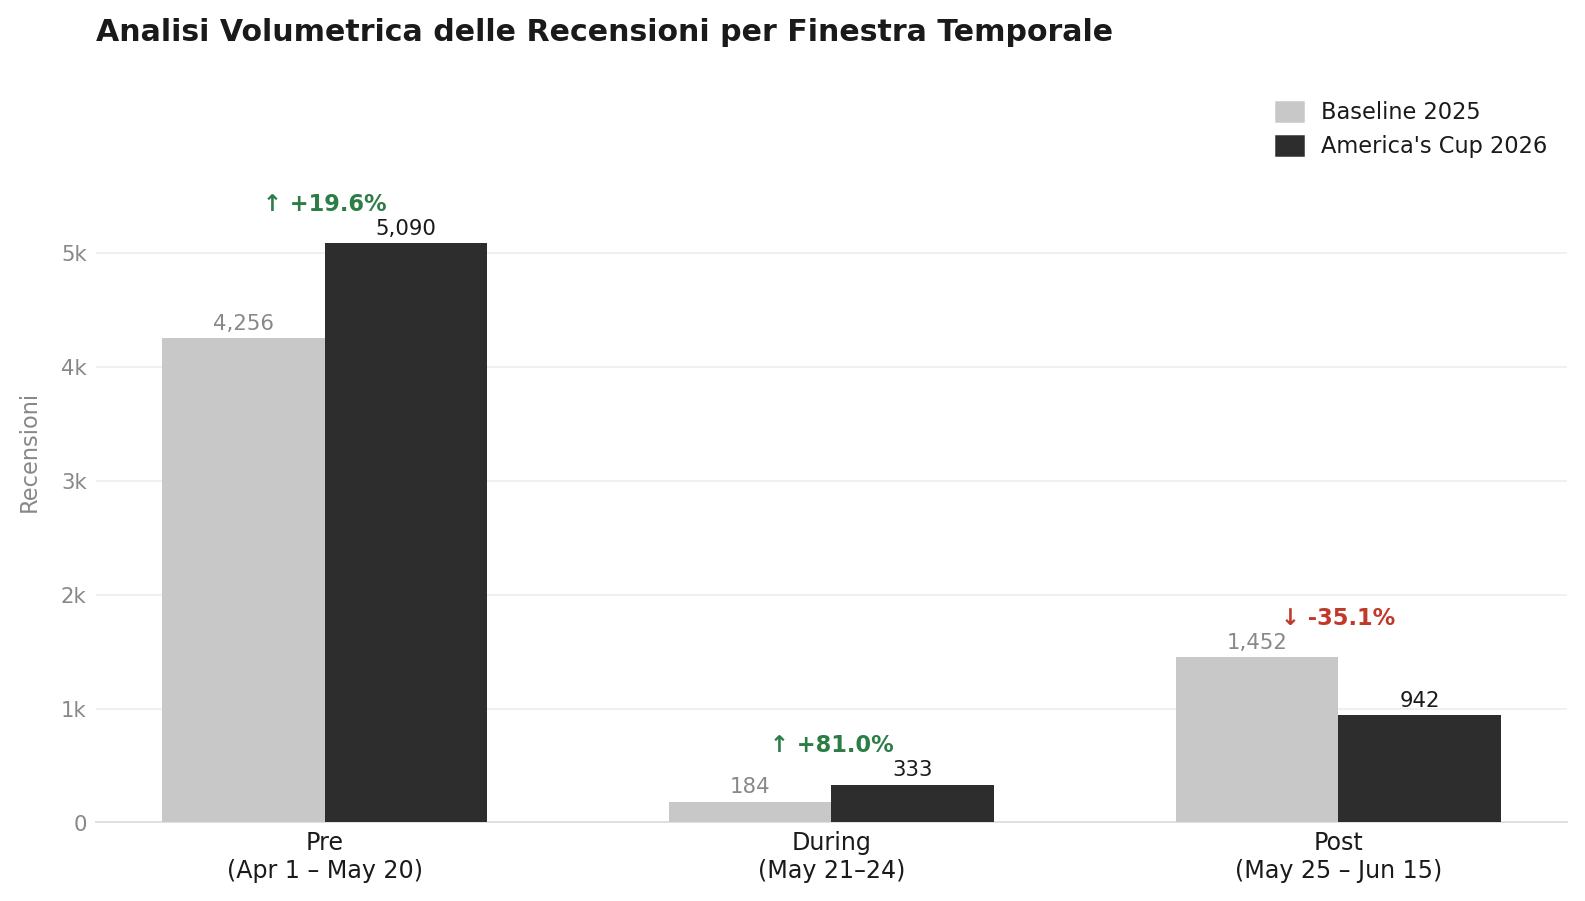 Analisi Volumetrica delle Recensioni per Finestra Temporale
Baseline 2025
America's Cup 2026
↑ +19.6%
5,090
4,256
↑ +81.0%
184
333
↓ -35.1%
1,452
942
Recensioni
5k
4k
3k
2k
1k
0
Pre
(Apr 1 – May 20)
During
(May 21–24)
Post
(May 25 – Jun 15)